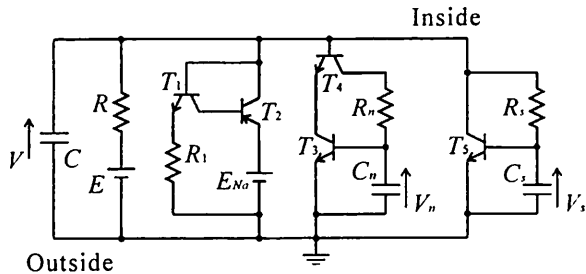 Inside
T1
T2
T4
R
R1
Rn
Rs
T3
T5
V
C
E
ENa
Cn
Vn
Cs
Vs
Outside